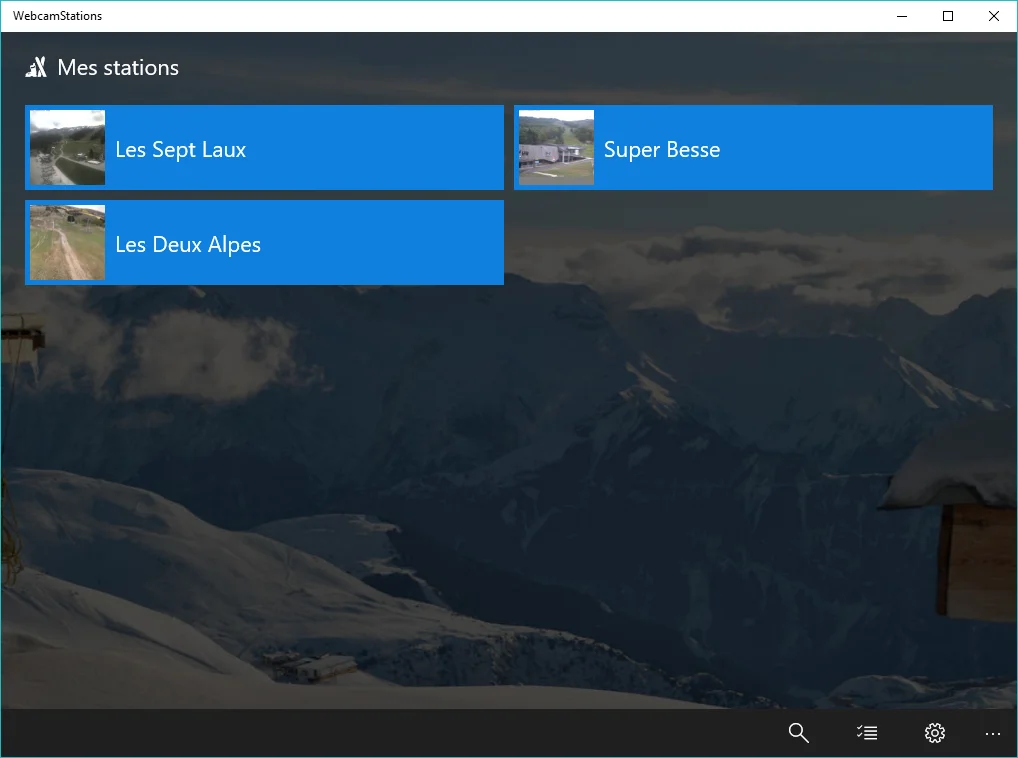 WebcamStations
Mes stations
Les Sept Laux
Super Besse
Les Deux Alpes